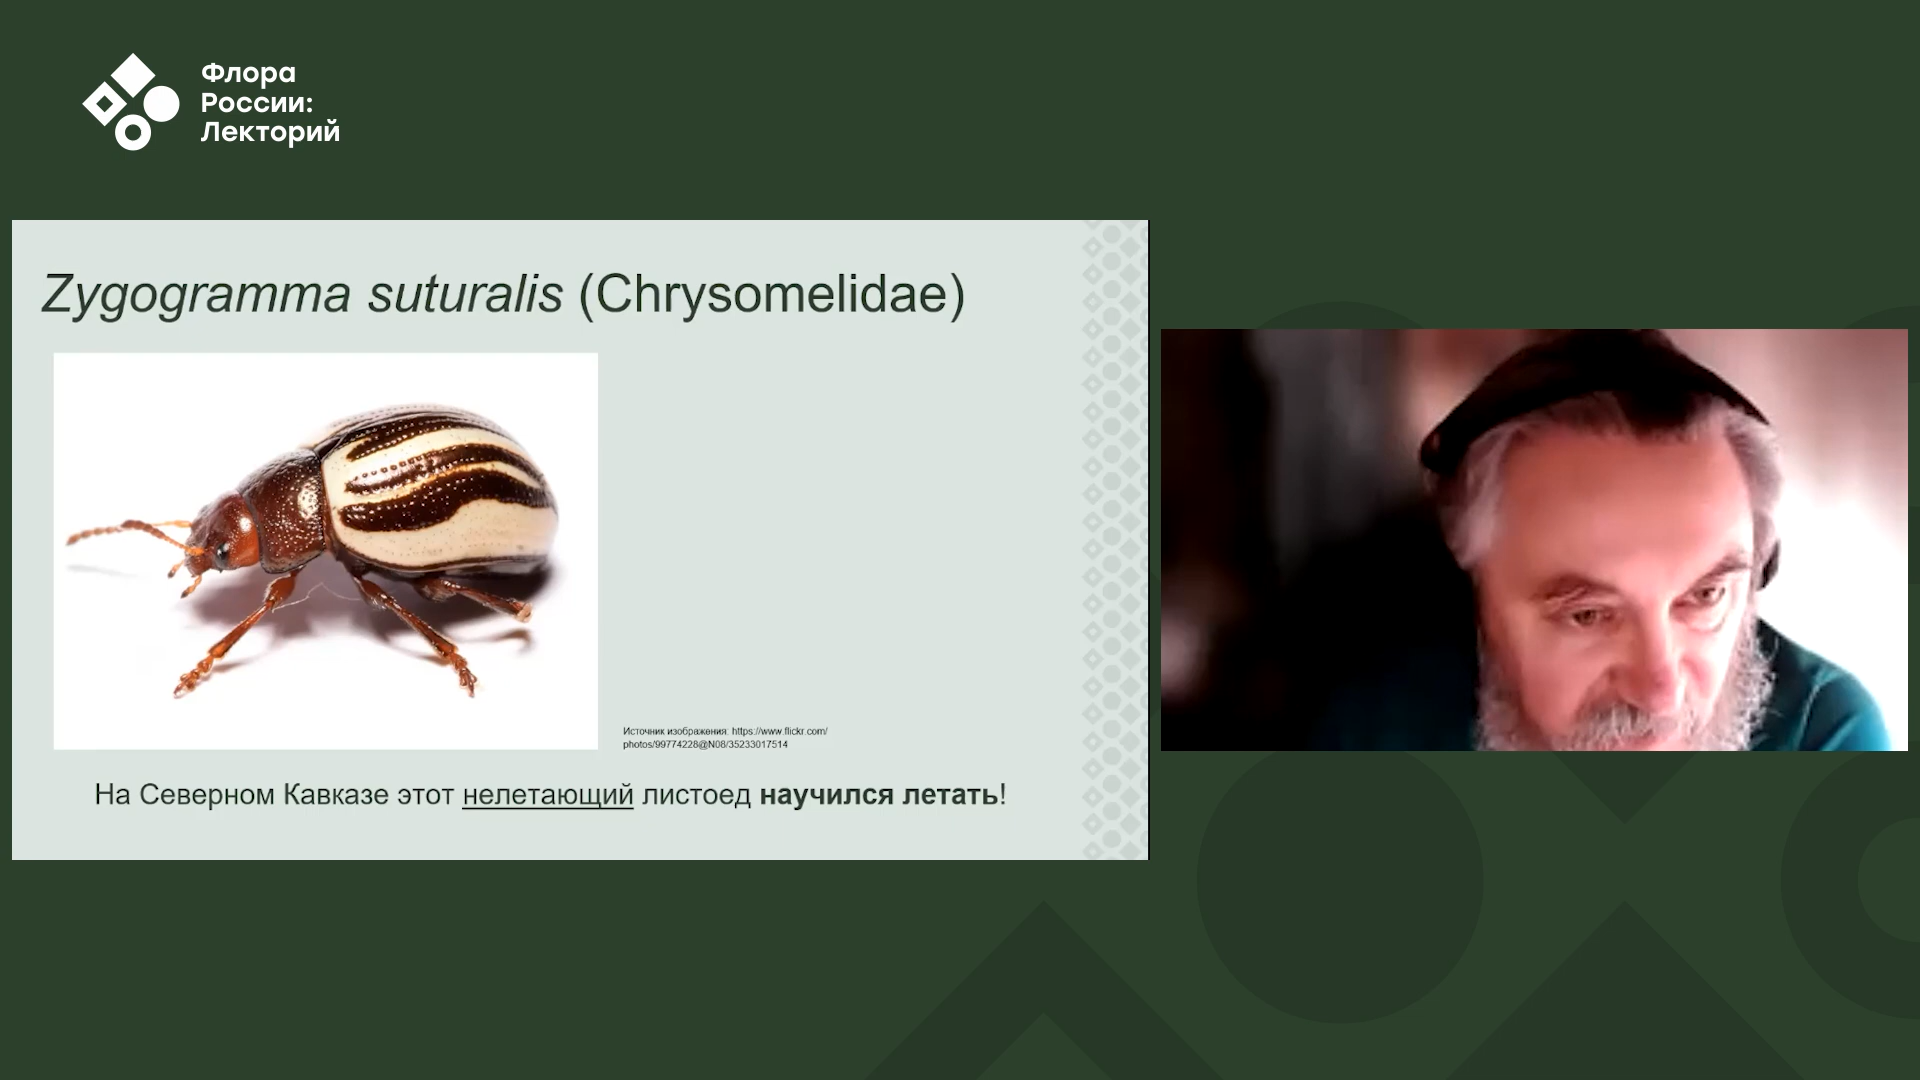 Флора
России:
Лекторий
Zygogramma suturalis (Chrysomelidae)
Источник изображения: https://www.flickr.com/
photos/99774228@N08/35233017514
На Северном Кавказе этот нелетающий листоед научился летать!